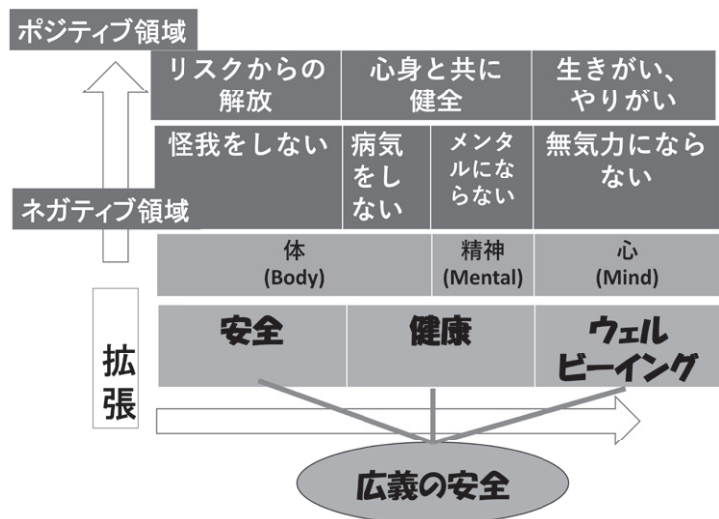 ポジティブ領域
リスクからの
解放
心身と共に
健全
生きがい、
やりがい
怪我をしない
病気
をし
ない
メンタ
ルにな
らない
無気力になら
ない
ネガティブ領域
体
(Body)
精神
(Mental)
心
(Mind)
拡張
安全
健康
ウェル
ビーイング
広義の安全